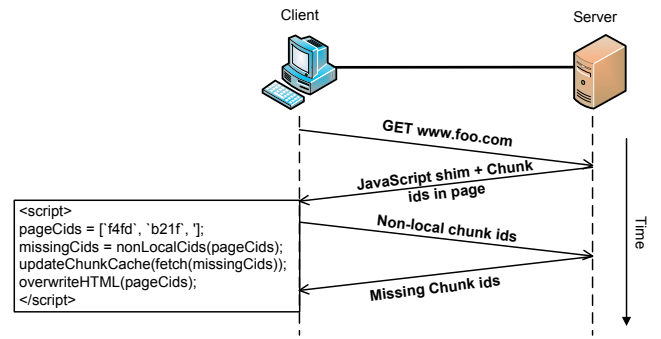 Client
Server
GET www.foo.com
JavaScript shim + Chunk
ids in page
<script>
pageCids = [`f4fd`, `b21f`, '];
missingCids = nonLocalCids(pageCids);
updateChunkCache(fetch(missingCids));
overwriteHTML(pageCids);
</script>
Non-local chunk ids
Missing Chunk ids
Time